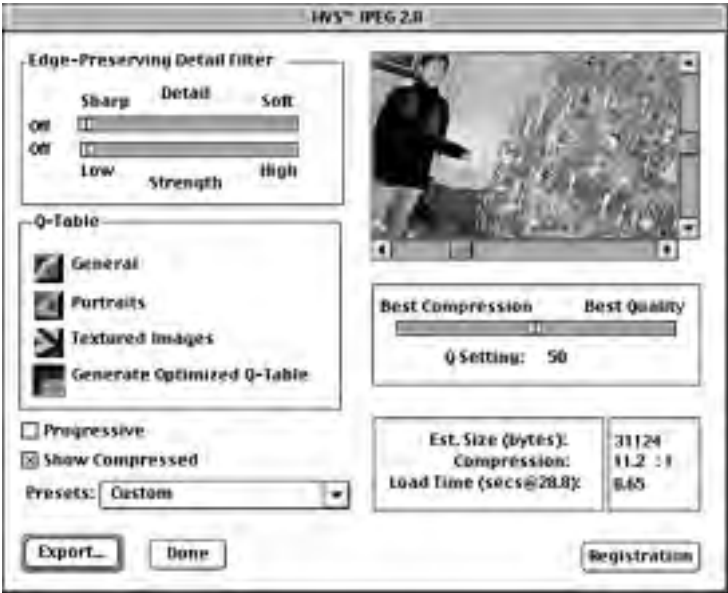 HVS™ JPEG 2.0
Edge-Preserving Detail Filter
Sharp Detail Soft
Off
Off
Low Strength High
Q-Table
General
Portraits
Textured Images
Generate Optimized Q-Table
Progressive
Show Compressed
Presets: Custom
Export... Done
Best Compression Best Quality
Q Setting: 50
Est. Size (bytes): 31124
Compression: 11.2 : 1
Load Time (secs@28.8): 8.65
Registration